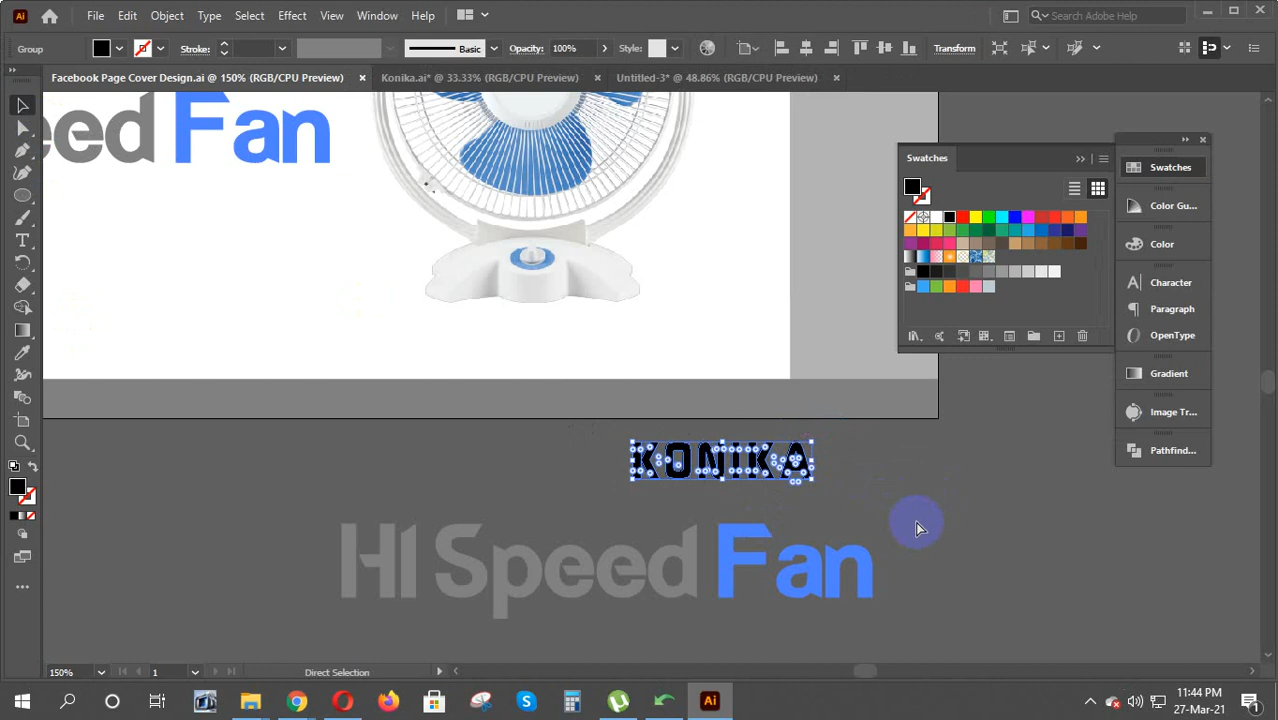 Ai File Edit Object Type Select Effect View Window Help Search Adobe Help
Group Stroke: Basic Opacity: 100% Style: Transform
Facebook Page Cover Design.ai @ 150% (RGB/CPU Preview) Konika.ai* @ 33.33% (RGB/CPU Preview) Untitled-3* @ 48.86% (RGB/CPU Preview)
Speed Fan
Swatches
Swatches
Color Gu...
Color
Character
Paragraph
OpenType
Gradient
Image Tr...
Pathfind...
KONIKA
HI Speed Fan
150% 1 Direct Selection
11:44 PM
27-Mar-21